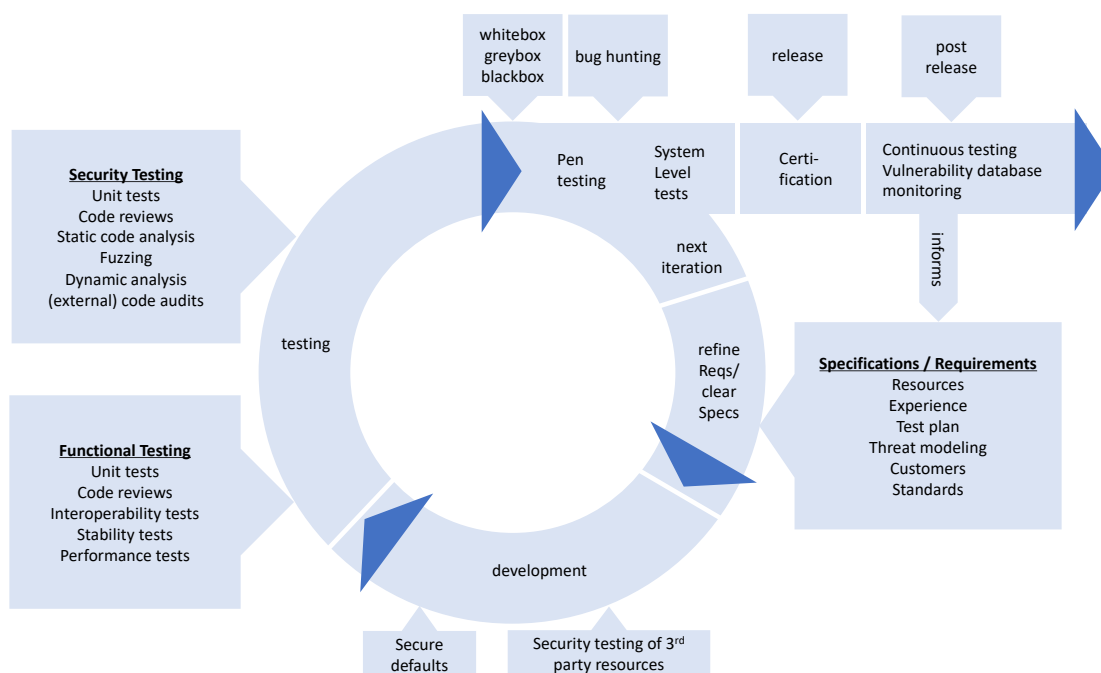 whitebox
greybox
blackbox
bug hunting
release
post
release
Security Testing
Unit tests
Code reviews
Static code analysis
Fuzzing
Dynamic analysis
(external) code audits
Pen
testing
System
Level
tests
Certi-
fication
Continuous testing
Vulnerability database
monitoring
next
iteration
informs
testing
refine
Reqs/
clear
Specs
Specifications / Requirements
Resources
Experience
Test plan
Threat modeling
Customers
Standards
Functional Testing
Unit tests
Code reviews
Interoperability tests
Stability tests
Performance tests
development
Secure
defaults
Security testing of 3rd
party resources